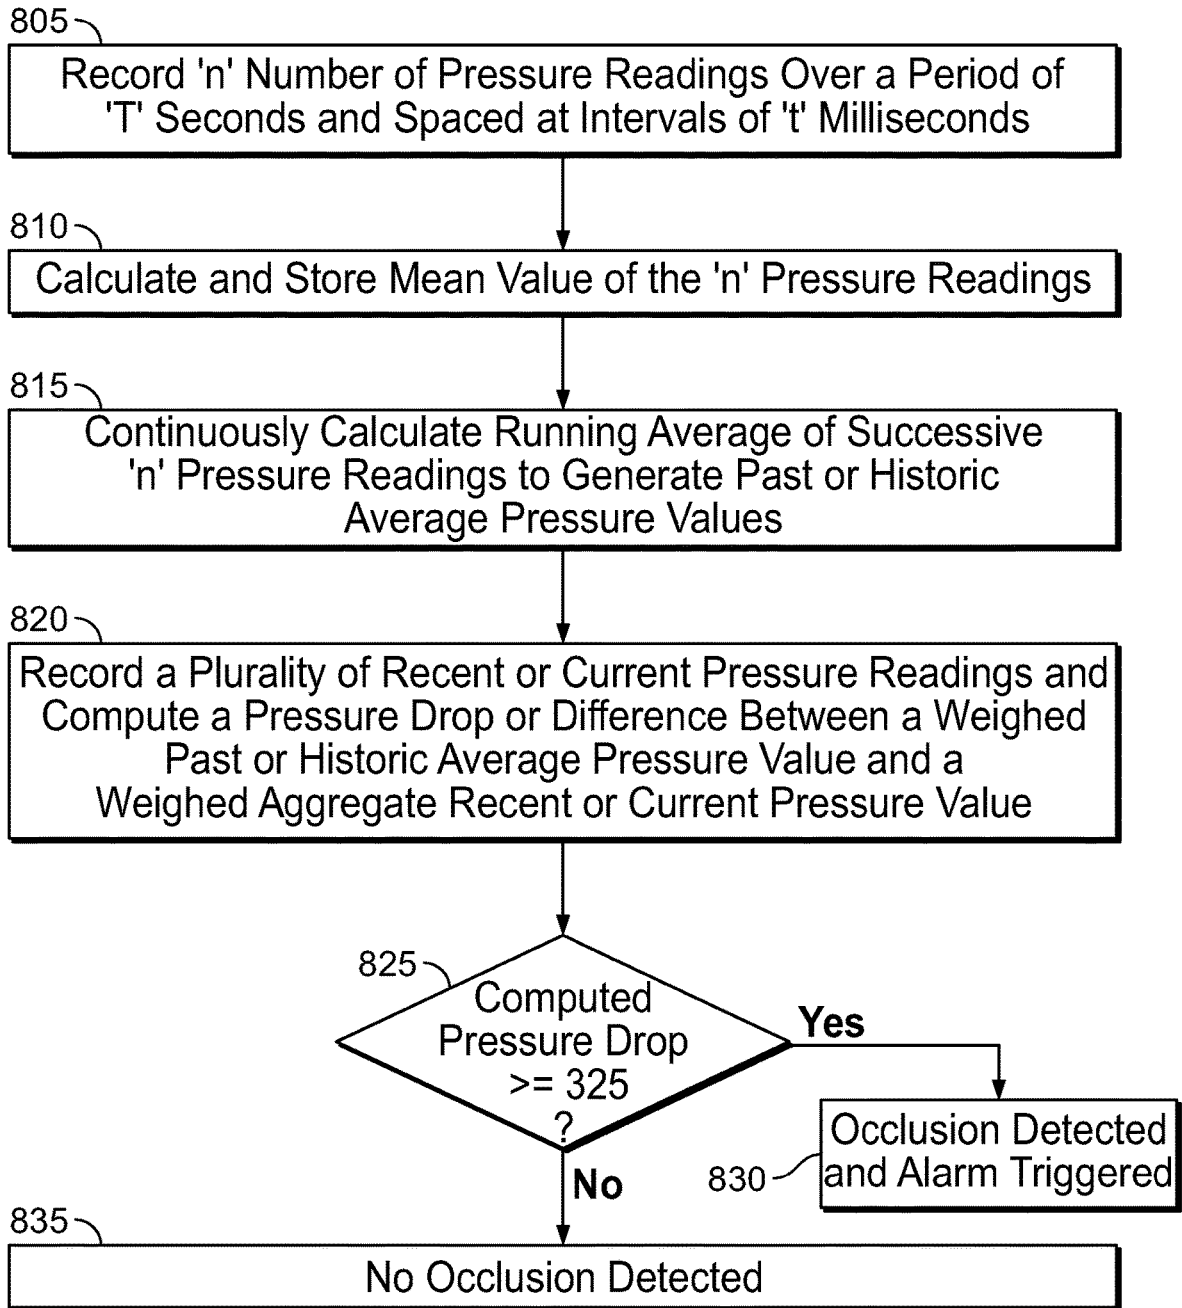 805
Record 'n' Number of Pressure Readings Over a Period of
'T' Seconds and Spaced at Intervals of 't' Milliseconds
810
Calculate and Store Mean Value of the 'n' Pressure Readings
815
Continuously Calculate Running Average of Successive
'n' Pressure Readings to Generate Past or Historic
Average Pressure Values
820
Record a Plurality of Recent or Current Pressure Readings and
Compute a Pressure Drop or Difference Between a Weighed
Past or Historic Average Pressure Value and a
Weighed Aggregate Recent or Current Pressure Value
825
Computed
Pressure Drop
>= 325
?
Yes
Occlusion Detected
and Alarm Triggered
830
No
835
No Occlusion Detected